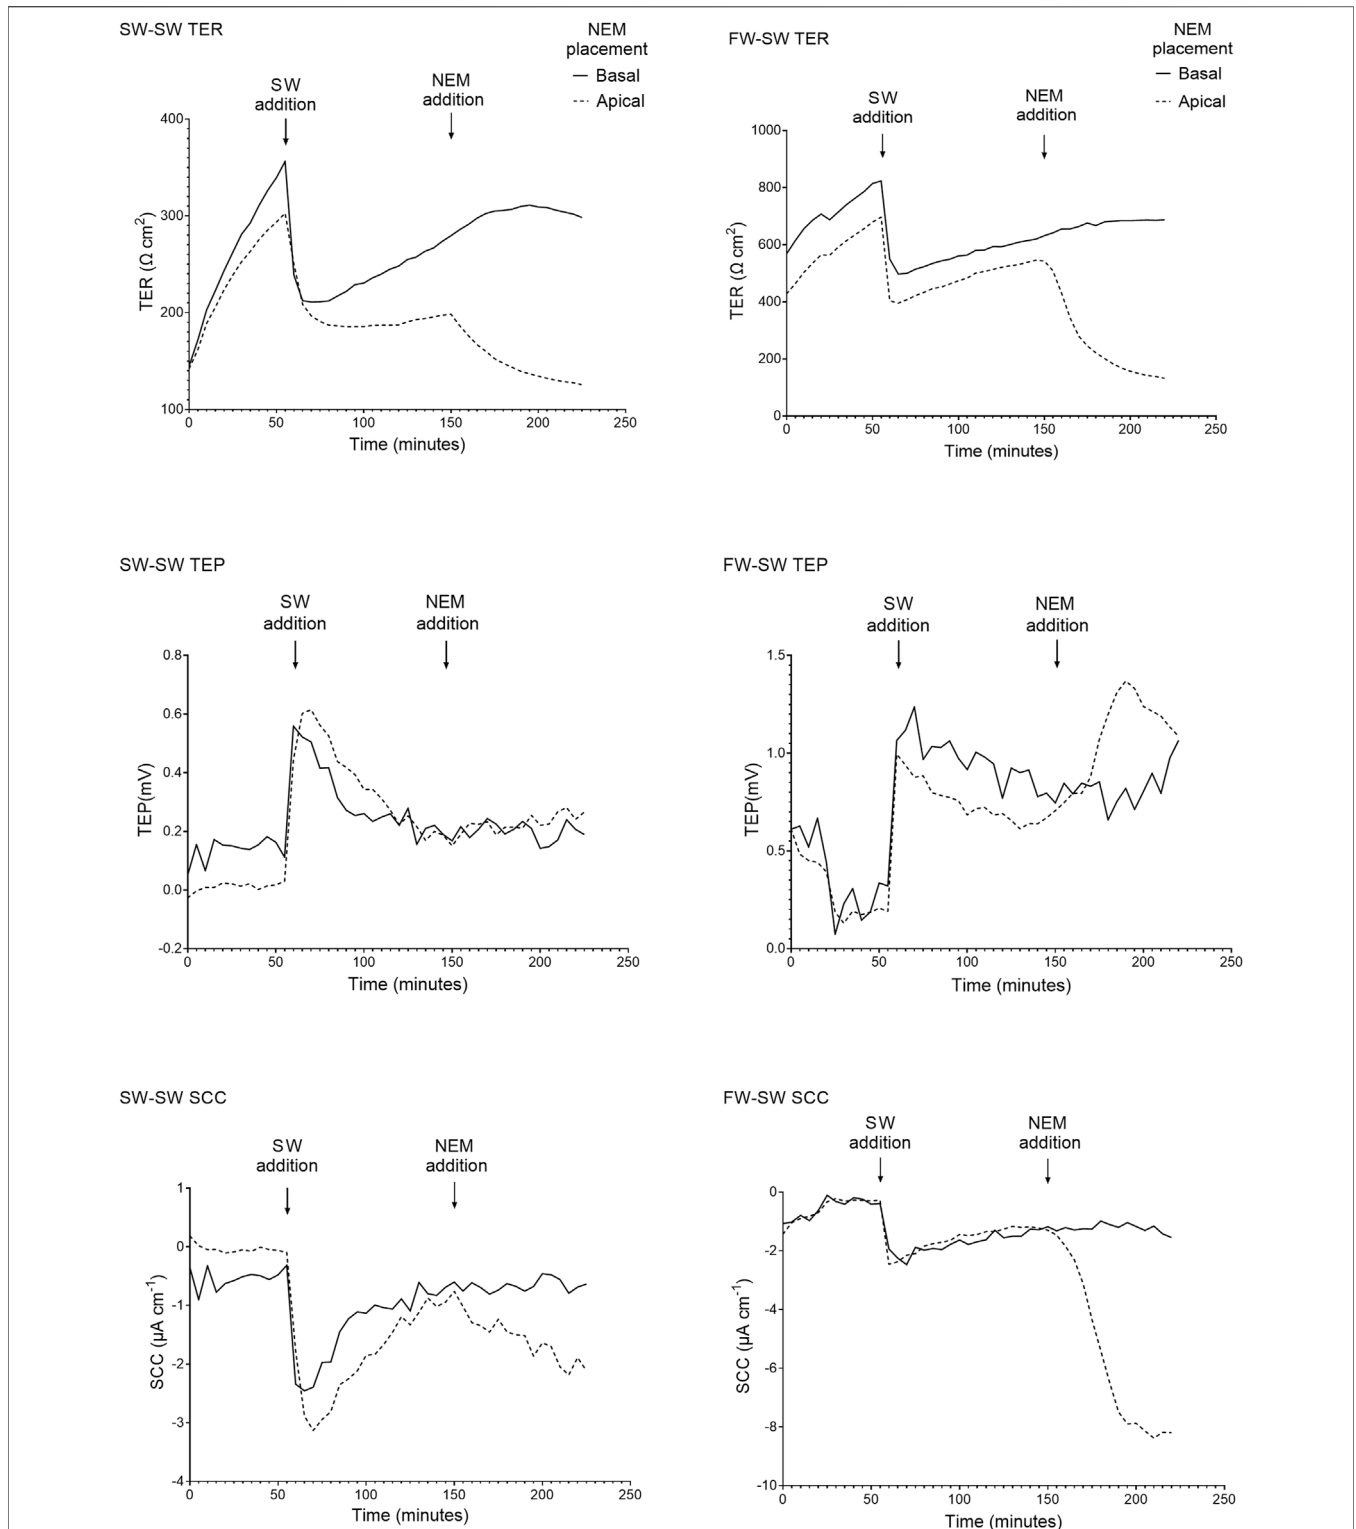 SW-SW TER
NEM
placement
Basal
Apical
SW
addition
NEM
addition
400
300
200
100
TER (Ω cm²)
0
50
100
150
200
250
Time (minutes)
FW-SW TER
NEM
placement
Basal
Apical
SW
addition
NEM
addition
1000
800
600
400
200
0
TER (Ω cm²)
0
50
100
150
200
250
Time (minutes)
SW-SW TEP
SW
addition
NEM
addition
0.8
0.6
0.4
0.2
0.0
-0.2
TEP(mV)
0
50
100
150
200
250
Time (minutes)
FW-SW TEP
SW
addition
NEM
addition
1.5
1.0
0.5
0.0
TEP(mV)
0
50
100
150
200
250
Time (minutes)
SW-SW SCC
SW
addition
NEM
addition
1
0
-1
-2
-3
-4
SCC (µA cm⁻¹)
0
50
100
150
200
250
Time (minutes)
FW-SW SCC
SW
addition
NEM
addition
0
-2
-4
-6
-8
-10
SCC (µA cm⁻¹)
0
50
100
150
200
250
Time (minutes)